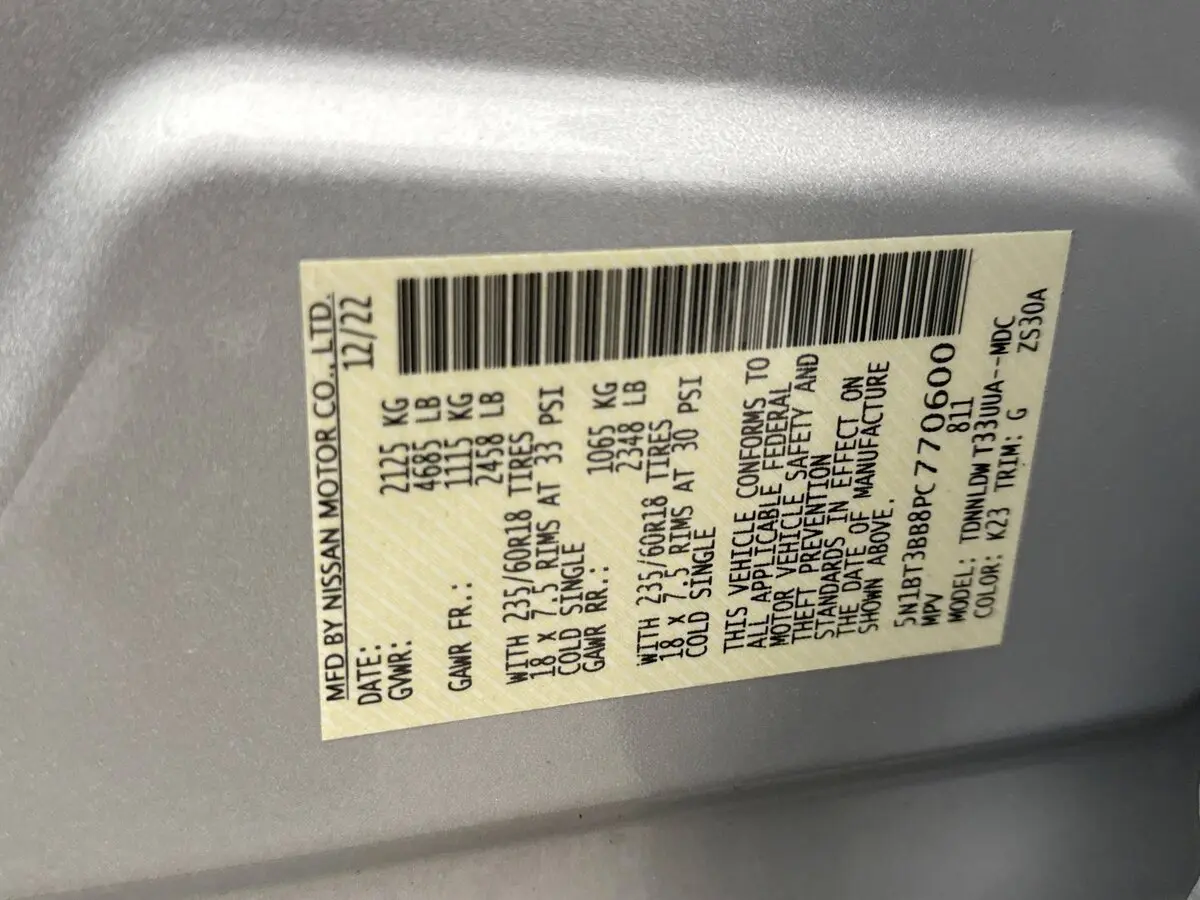 MFD BY NISSAN MOTOR CO., LTD.
DATE: 12/22
GVWR: 2125 KG
4685 LB
GAWR FR.: 1115 KG
2458 LB
WITH 235/60R18 TIRES
18 X 7.5 RIMS AT 33 PSI
COLD SINGLE
GAWR RR.: 1065 KG
2348 LB
WITH 235/60R18 TIRES
18 X 7.5 RIMS AT 30 PSI
COLD SINGLE
THIS VEHICLE CONFORMS TO
ALL APPLICABLE FEDERAL
MOTOR VEHICLE SAFETY AND
THEFT PREVENTION
STANDARDS IN EFFECT ON
THE DATE OF MANUFACTURE
SHOWN ABOVE.
5N1BT3BB8PC770600
MPV 811
MODEL: TDNNLDWT33UUA--MDC
COLOR: K23 TRIM: G ZS30A